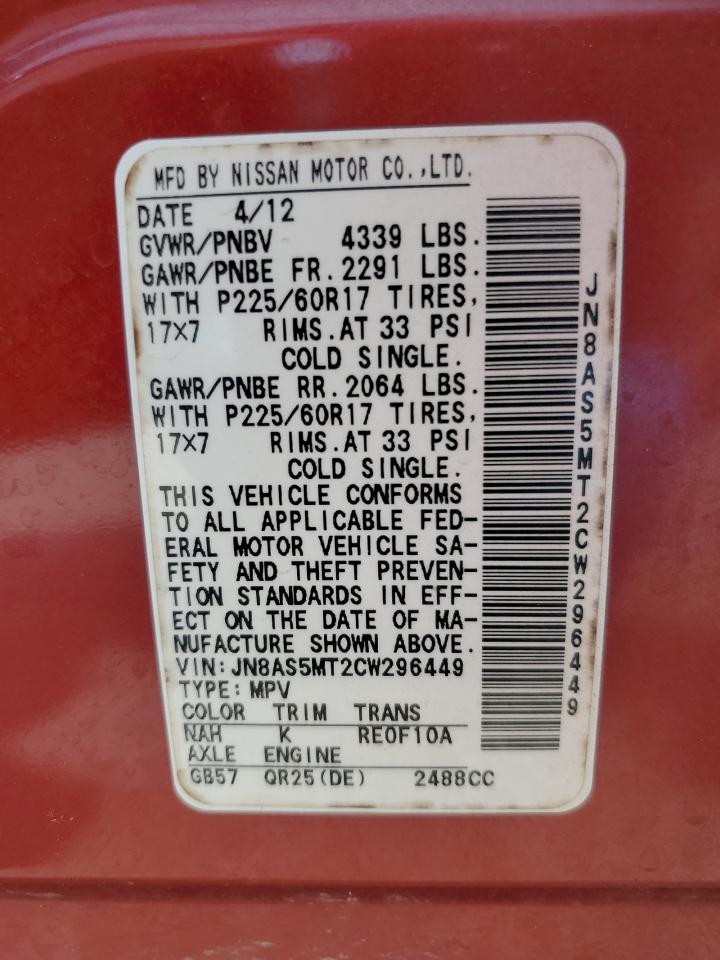 MFD BY NISSAN MOTOR CO.,LTD.
DATE 4/12
GVWR/PNBV 4339 LBS.
GAWR/PNBE FR.2291 LBS.
WITH P225/60R17 TIRES,
17X7 RIMS.AT 33 PSI
COLD SINGLE.
GAWR/PNBE RR.2064 LBS.
WITH P225/60R17 TIRES,
17X7 RIMS.AT 33 PSI
COLD SINGLE.
THIS VEHICLE CONFORMS
TO ALL APPLICABLE FED-
ERAL MOTOR VEHICLE SA-
FETY AND THEFT PREVEN-
TION STANDARDS IN EFF-
ECT ON THE DATE OF MA-
NUFACTURE SHOWN ABOVE.
VIN:JN8AS5MT2CW296449
TYPE:MPV
COLOR TRIM TRANS
NAH K RE0F10A
AXLE ENGINE
GB57 QR25(DE) 2488CC
JN8AS5MT2CW296449